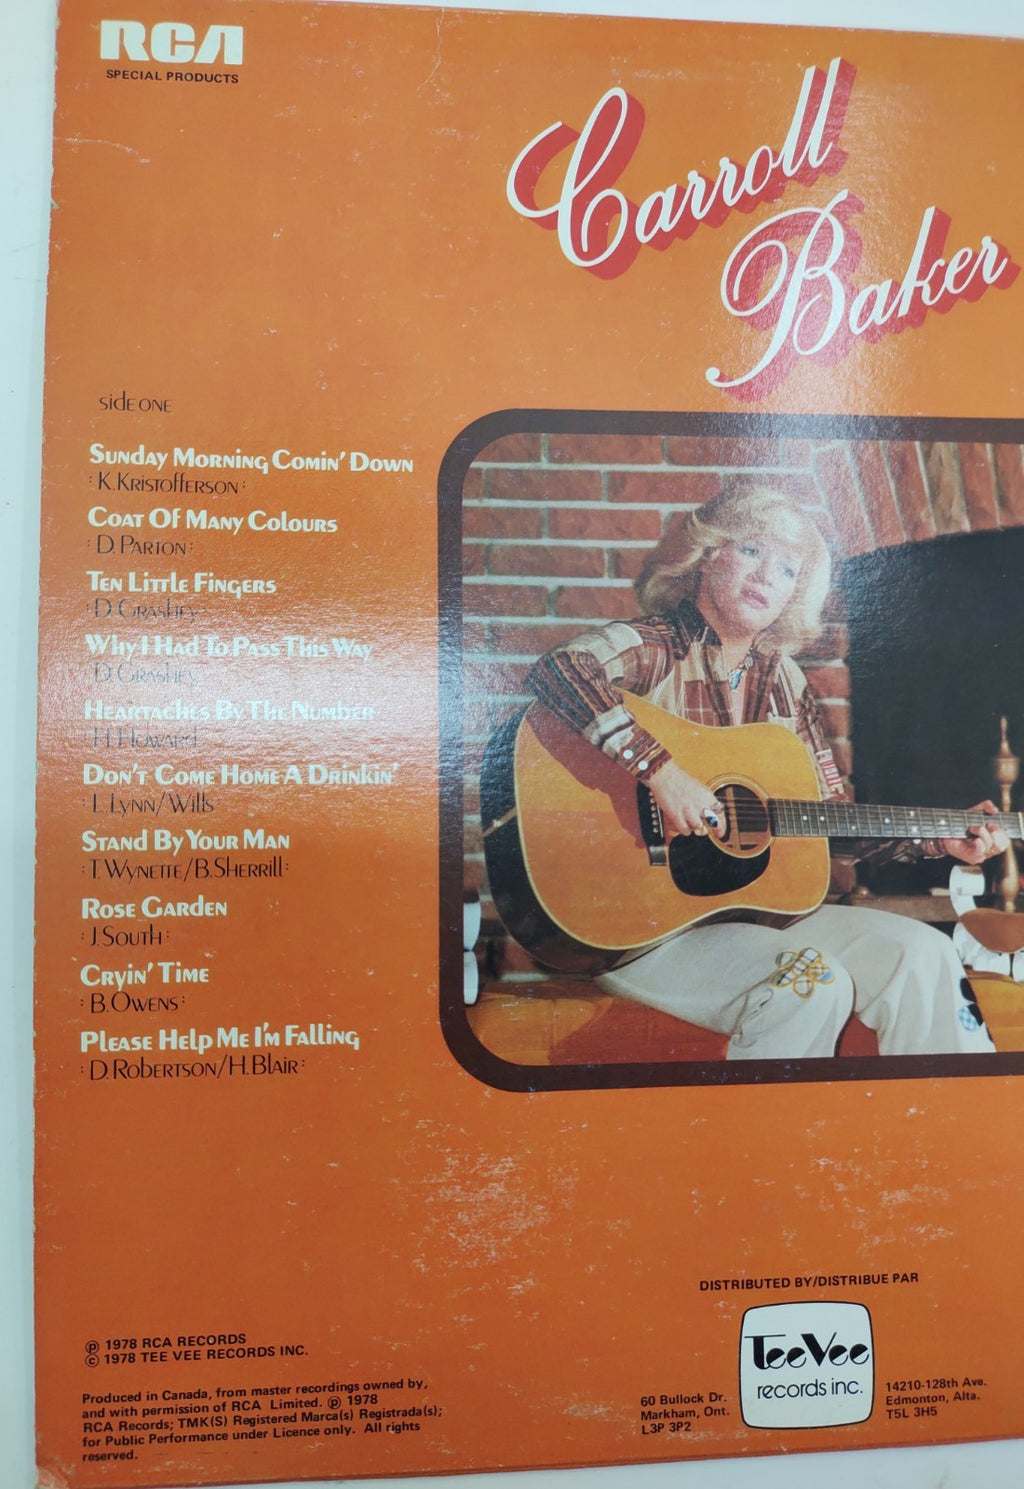 RCA
SPECIAL PRODUCTS
Carroll
Baker
side one
Sunday Morning Comin' Down
: K. Kristofferson :
Coat Of Many Colours
: D. Parton :
Ten Little Fingers
: D. Grashey
Why I Had To Pass This Way
: D. Grashey
Heartaches By The Number
: H. Howard
Don't Come Home A Drinkin'
: L. Lynn/Wills
Stand By Your Man
: T. Wynette/B. Sherrill :
Rose Garden
: J. South :
Cryin' Time
: B. Owens :
Please Help Me I'm Falling
: D. Robertson/H. Blair :
DISTRIBUTED BY/DISTRIBUE PAR
TeeVee
records inc.
60 Bullock Dr.
Markham, Ont.
L3P 3P2
14210-128th Ave.
Edmonton, Alta.
T5L 3H5
℗ 1978 RCA RECORDS
© 1978 TEE VEE RECORDS INC.
Produced in Canada, from master recordings owned by,
and with permission of RCA Limited. ℗ 1978
RCA Records; TMK(S) Registered Marca(s) Registrada(s);
for Public Performance under Licence only. All rights
reserved.